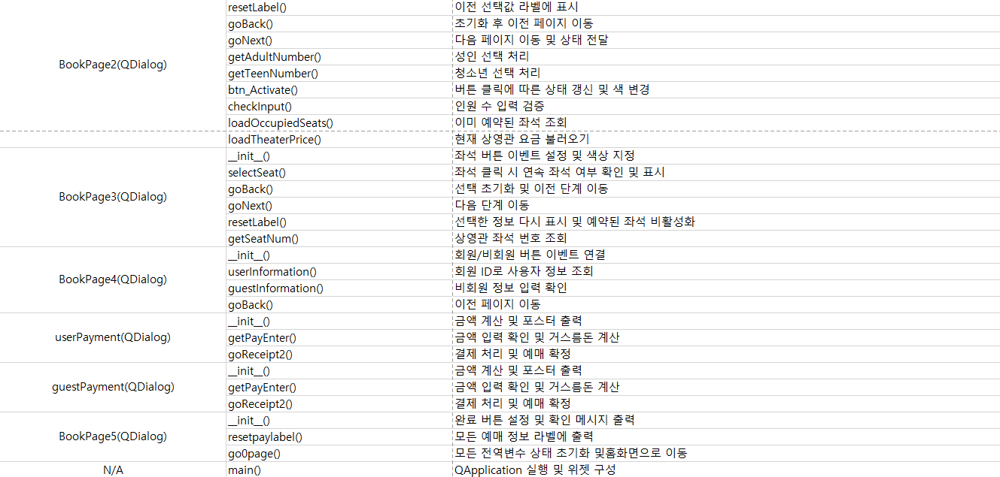 resetLabel() 이전 선택값 라벨에 표시
goBack() 초기화 후 이전 페이지 이동
goNext() 다음 페이지 이동 및 상태 전달
getAdultNumber() 성인 선택 처리
BookPage2(QDialog)
getTeenNumber() 청소년 선택 처리
btn_Activate() 버튼 클릭에 따른 상태 갱신 및 색 변경
checkInput() 인원 수 입력 검증
loadOccupiedSeats() 이미 예약된 좌석 조회
loadTheaterPrice() 현재 상영관 요금 불러오기
__init__() 좌석 버튼 이벤트 설정 및 색상 지정
selectSeat() 좌석 클릭 시 연속 좌석 여부 확인 및 표시
goBack() 선택 초기화 및 이전 단계 이동
BookPage3(QDialog)
goNext() 다음 단계 이동
resetLabel() 선택한 정보 다시 표시 및 예약된 좌석 비활성화
getSeatNum() 상영관 좌석 번호 조회
__init__() 회원/비회원 버튼 이벤트 연결
userInformation() 회원 ID로 사용자 정보 조회
BookPage4(QDialog)
guestInformation() 비회원 정보 입력 확인
goBack() 이전 페이지 이동
__init__() 금액 계산 및 포스터 출력
userPayment(QDialog) getPayEnter() 금액 입력 확인 및 거스름돈 계산
goReceipt2() 결제 처리 및 예매 확정
__init__() 금액 계산 및 포스터 출력
guestPayment(QDialog) getPayEnter() 금액 입력 확인 및 거스름돈 계산
goReceipt2() 결제 처리 및 예매 확정
__init__() 완료 버튼 설정 및 확인 메시지 출력
BookPage5(QDialog) resetpaylabel() 모든 예매 정보 라벨에 출력
go0page() 모든 전역변수 상태 초기화 및홈화면으로 이동
N/A main() QApplication 실행 및 위젯 구성